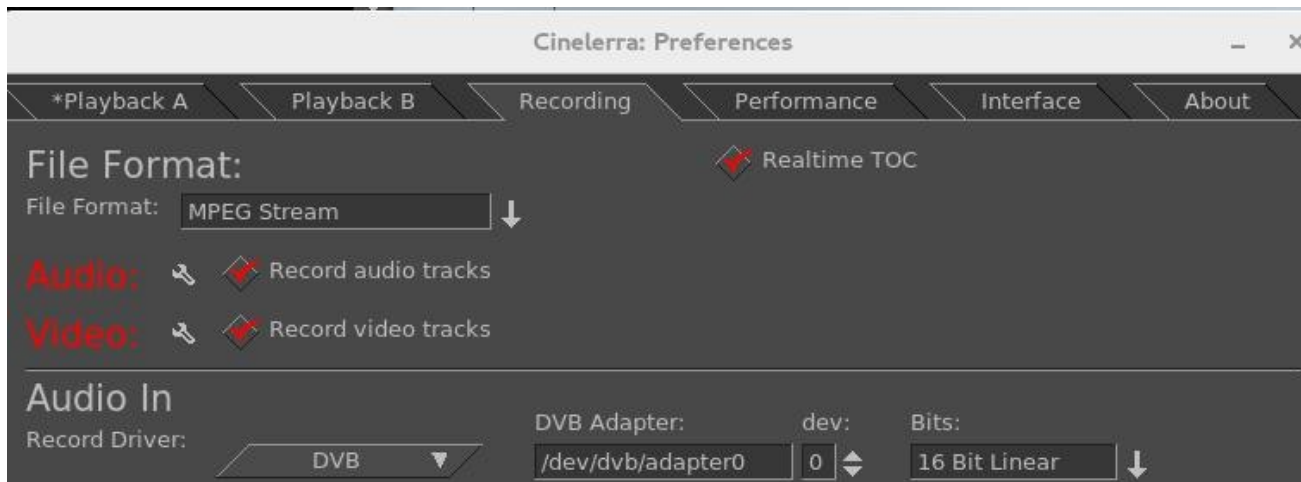 Cinelerra: Preferences
*Playback A Playback B Recording Performance Interface About
File Format: Realtime TOC
File Format: MPEG Stream
Audio: Record audio tracks
Video: Record video tracks
Audio In
DVB Adapter: dev: Bits:
Record Driver: DVB /dev/dvb/adapter0 0 16 Bit Linear